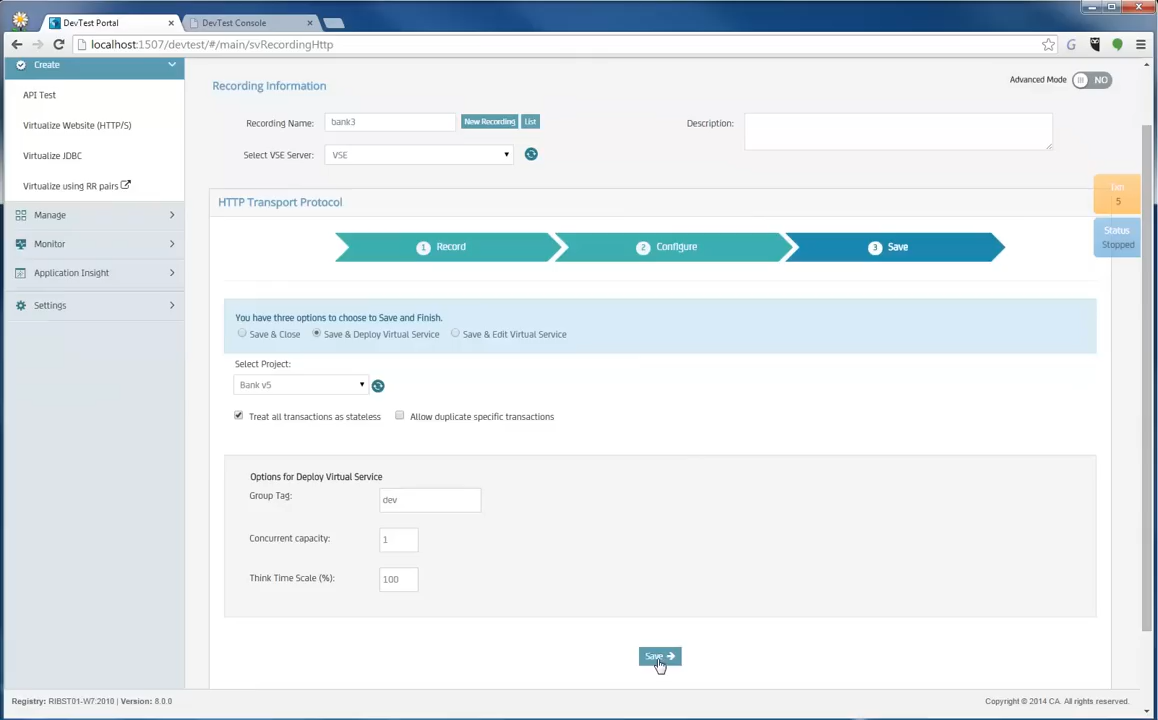 DevTest Portal
DevTest Console
localhost:1507/devtest/#/main/svRecordingHttp
Create
API Test
Virtualize Website (HTTP/S)
Virtualize JDBC
Virtualize using RR pairs
Manage
Monitor
Application Insight
Settings
Recording Information
Advanced Mode NO
Recording Name: bank3 New Recording List
Description:
Select VSE Server: VSE
HTTP Transport Protocol
Txn
5
Status
Stopped
1 Record 2 Configure 3 Save
You have three options to choose to Save and Finish.
Save & Close Save & Deploy Virtual Service Save & Edit Virtual Service
Select Project:
Bank v5
Treat all transactions as stateless Allow duplicate specific transactions
Options for Deploy Virtual Service
Group Tag: dev
Concurrent capacity: 1
Think Time Scale (%): 100
Save
Registry: RIBST01-W7:2010 | Version: 8.0.0
Copyright © 2014 CA. All rights reserved.